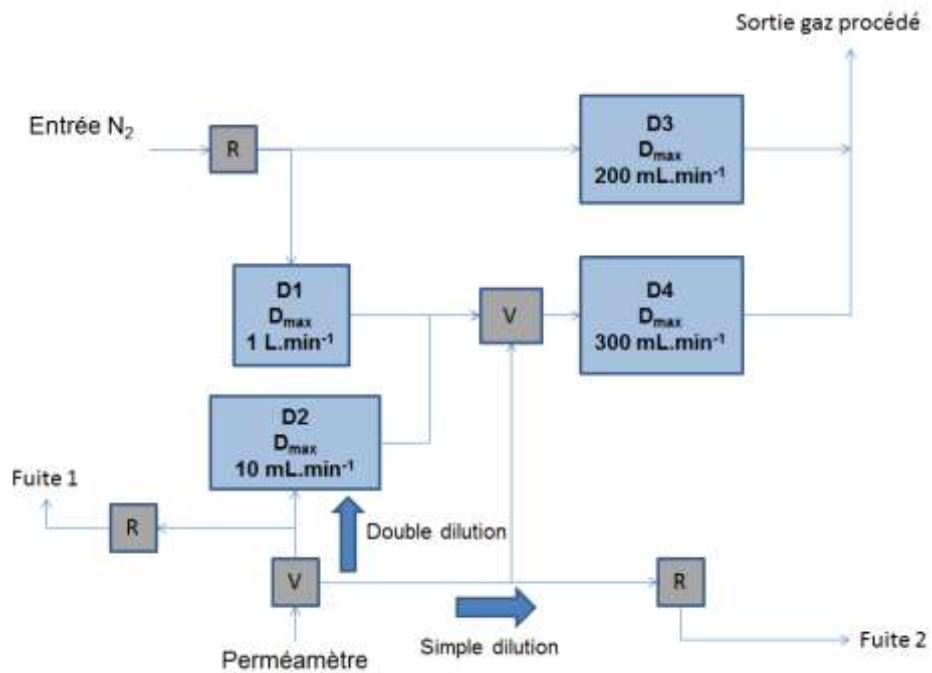 Sortie gaz procédé
Entrée N₂
R
D3
Dmax
200 mL.min⁻¹
D1
Dmax
1 L.min⁻¹
V
D4
Dmax
300 mL.min⁻¹
D2
Dmax
10 mL.min⁻¹
Fuite 1
R
Double dilution
V
R
Perméamètre
Simple dilution
Fuite 2